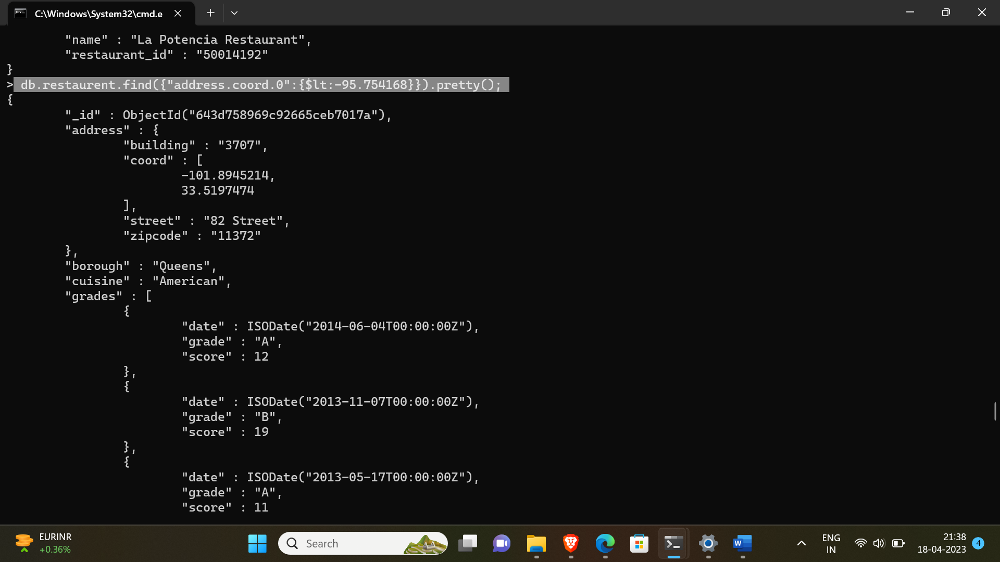 C:\Windows\System32\cmd.e
"name" : "La Potencia Restaurant",
"restaurant_id" : "50014192"
}
> db.restaurent.find({"address.coord.0":{$lt:-95.754168}}).pretty();
{
"_id" : ObjectId("643d758969c92665ceb7017a"),
"address" : {
"building" : "3707",
"coord" : [
-101.8945214,
33.5197474
],
"street" : "82 Street",
"zipcode" : "11372"
},
"borough" : "Queens",
"cuisine" : "American",
"grades" : [
{
"date" : ISODate("2014-06-04T00:00:00Z"),
"grade" : "A",
"score" : 12
},
{
"date" : ISODate("2013-11-07T00:00:00Z"),
"grade" : "B",
"score" : 19
},
{
"date" : ISODate("2013-05-17T00:00:00Z"),
"grade" : "A",
"score" : 11
EURINR
+0.36%
Search
W
ENG
IN
21:38
18-04-2023
4